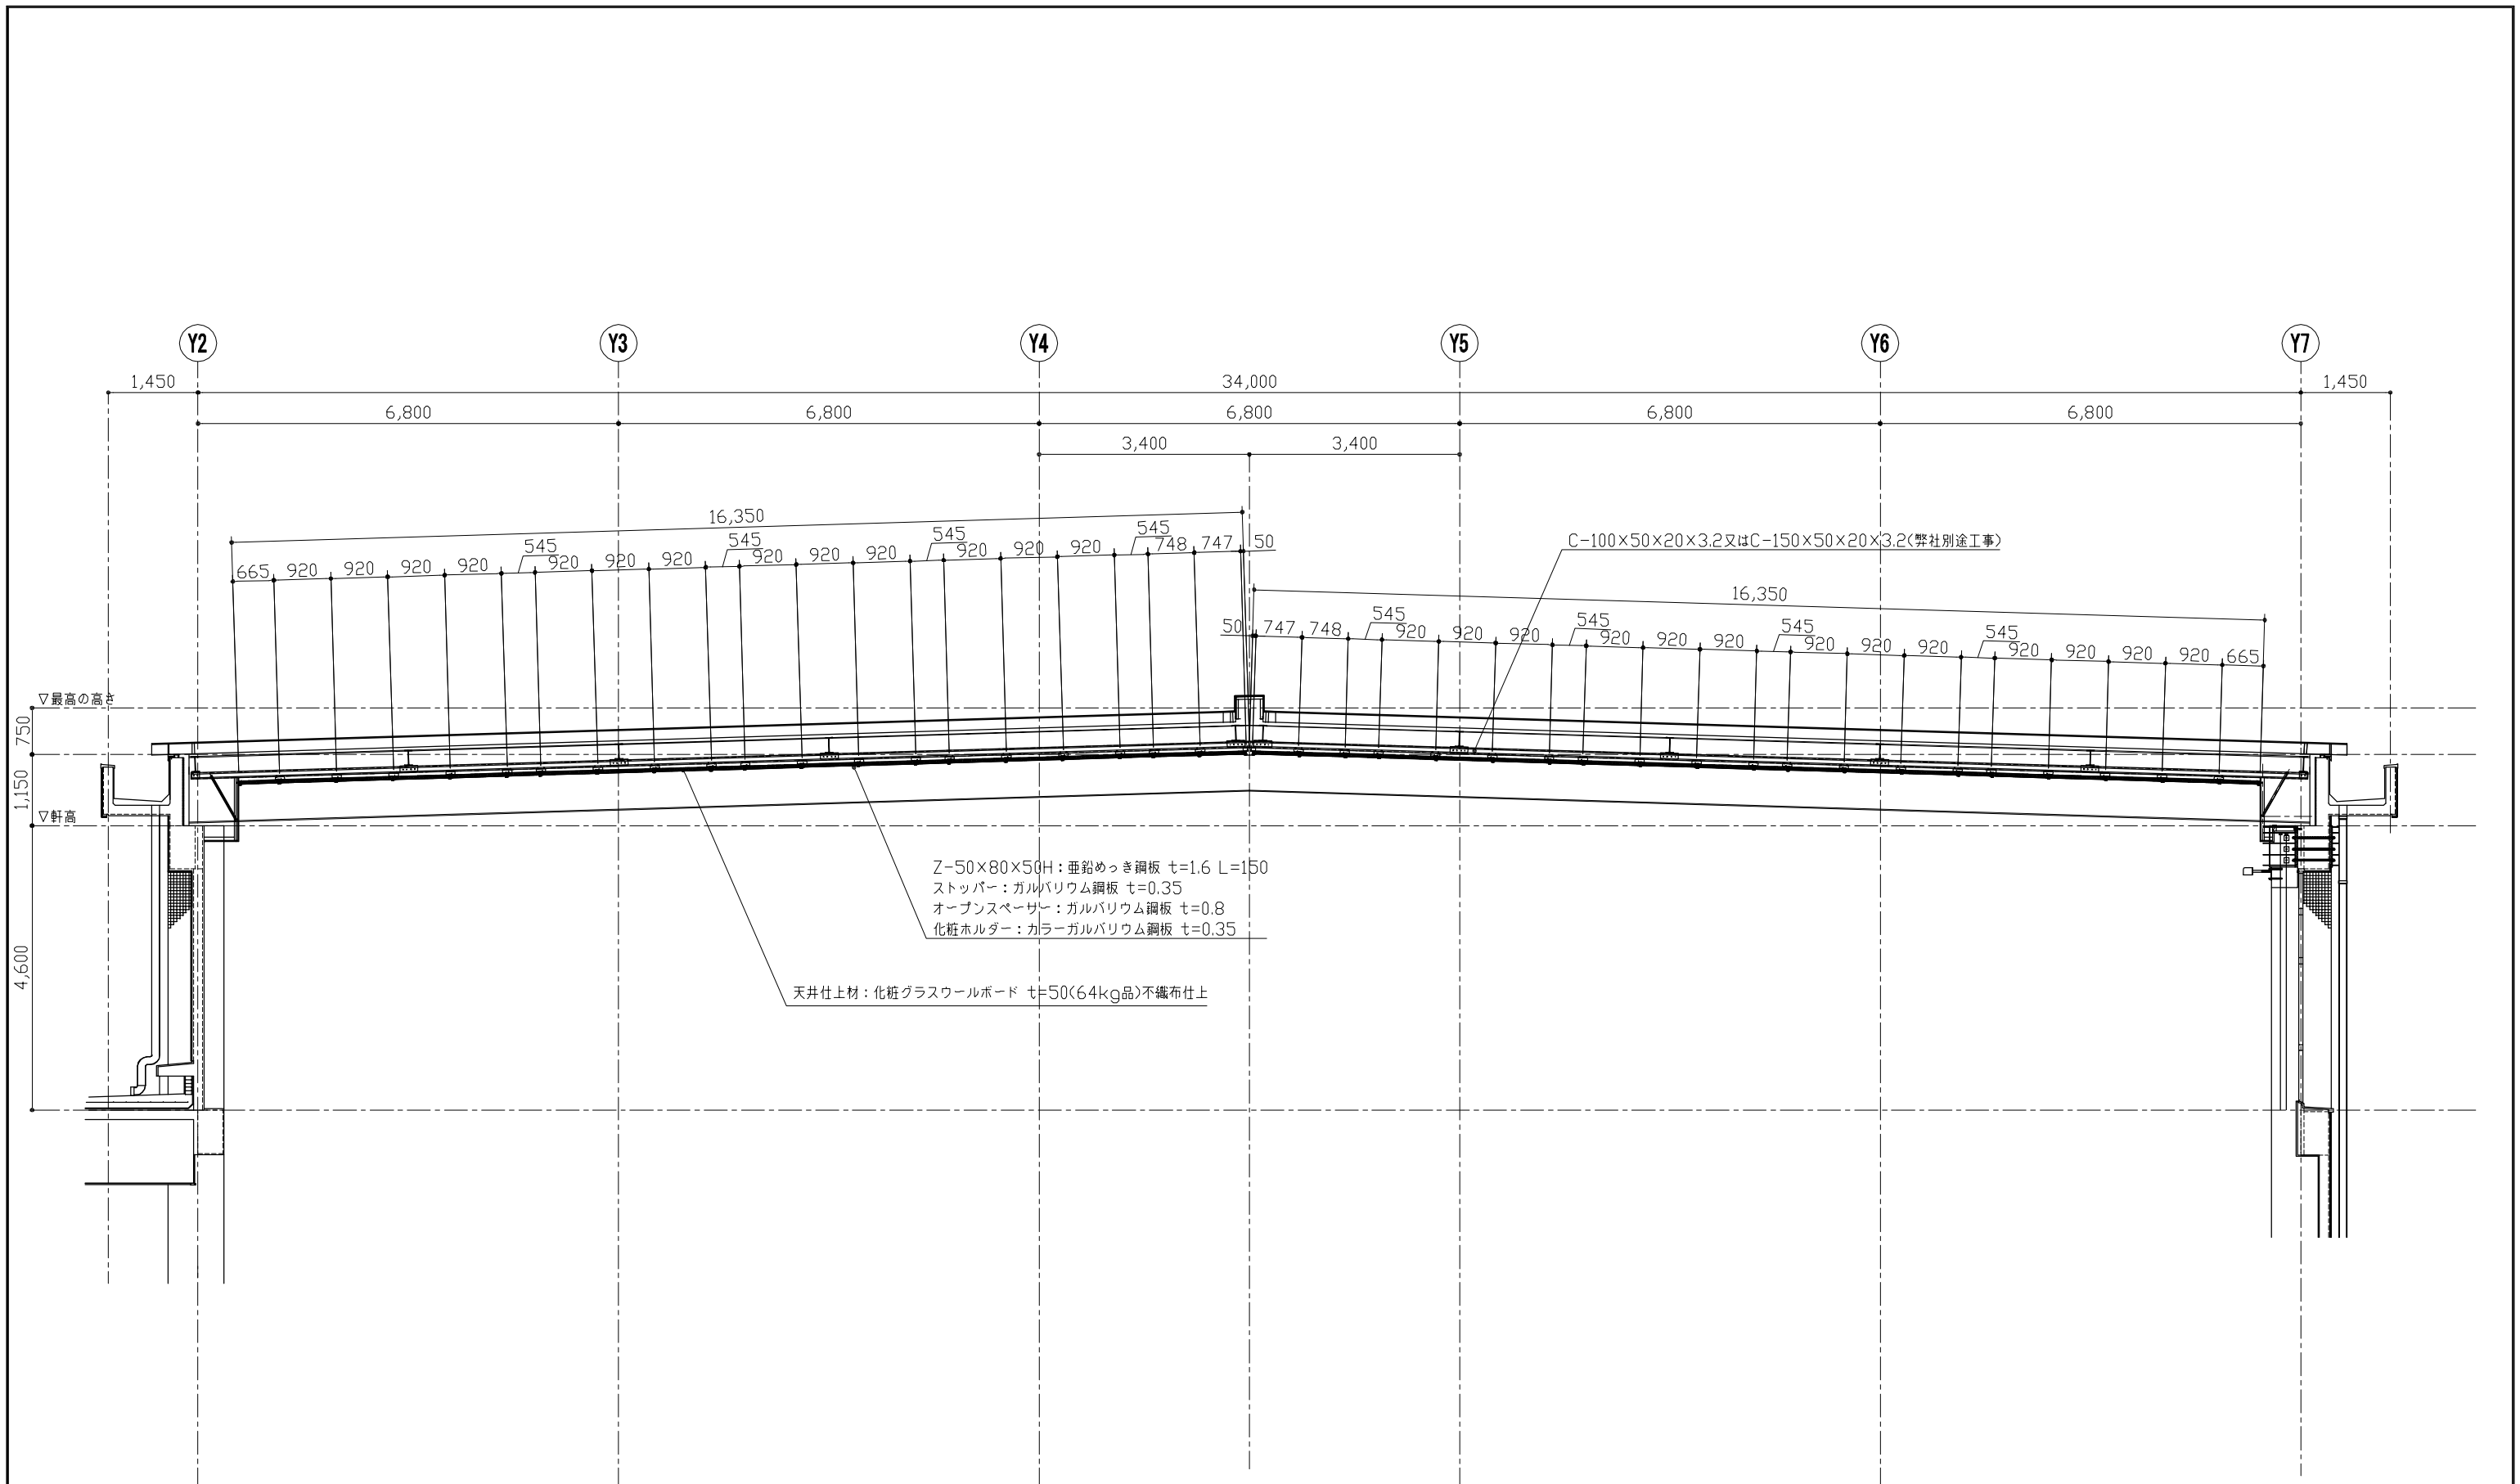 Y2 Y3 Y4 Y5 Y6 Y7
1,450 34,000 1,450
6,800 6,800 6,800 6,800 6,800
3,400 3,400
16,350
545 545 545 545
665 920 920 920 920 920 920 920 920 920 920 920 920 920 748 747 50
C-100×50×20×3.2又はC-150×50×20×3.2(弊社別途工事)
16,350
545 545 545 545
50 747 748 920 920 920 920 920 920 920 920 920 920 920 920 920 665
▽最高の高さ
750
1,150
▽軒高
4,600
Z-50×80×50H：亜鉛めっき鋼板 t=1.6 L=150
ストッパー：ガルバリウム鋼板 t=0.35
オープンスペーサー：ガルバリウム鋼板 t=0.8
化粧ホルダー：カラーガルバリウム鋼板 t=0.35
天井仕上材：化粧グラスウールボード t=50(64kg品)不織布仕上